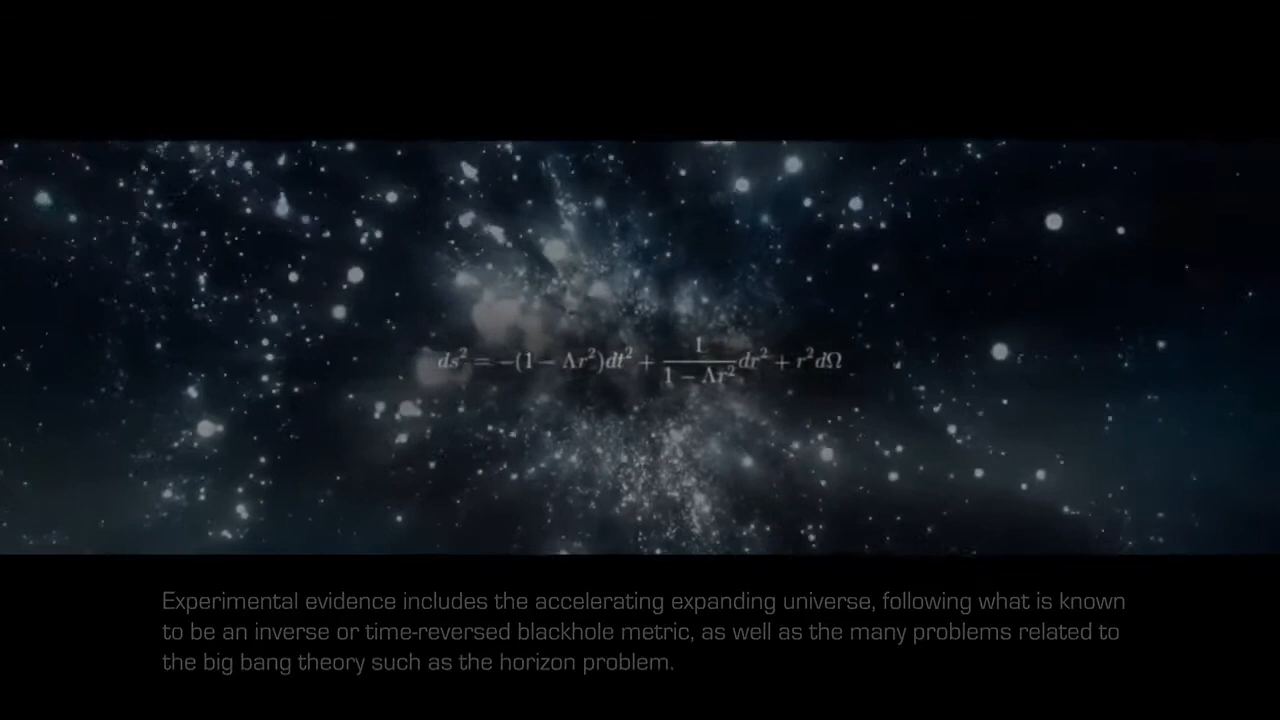 ds² = −(1 − Λr²)dt² + \frac{1}{1 − Λr²}dr² + r²dΩ
Experimental evidence includes the accelerating expanding universe, following what is known
to be an inverse or time-reversed blackhole metric, as well as the many problems related to
the big bang theory such as the horizon problem.